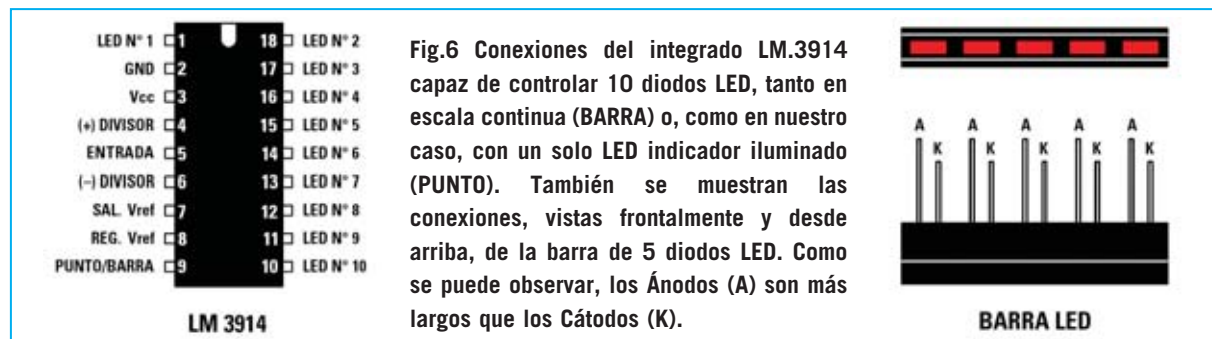 LED N° 1 1 18 LED N° 2
GND 2 17 LED N° 3
Vcc 3 16 LED N° 4
(+) DIVISOR 4 15 LED N° 5
ENTRADA 5 14 LED N° 6
(–) DIVISOR 6 13 LED N° 7
SAL. Vref 7 12 LED N° 8
REG. Vref 8 11 LED N° 9
PUNTO/BARRA 9 10 LED N° 10
LM 3914
Fig.6 Conexiones del integrado LM.3914
capaz de controlar 10 diodos LED, tanto en
escala continua (BARRA) o, como en nuestro
caso, con un solo LED indicador iluminado
(PUNTO). También se muestran las
conexiones, vistas frontalmente y desde
arriba, de la barra de 5 diodos LED. Como
se puede observar, los Ánodos (A) son más
largos que los Cátodos (K).
A K A K A K A K A K
BARRA LED